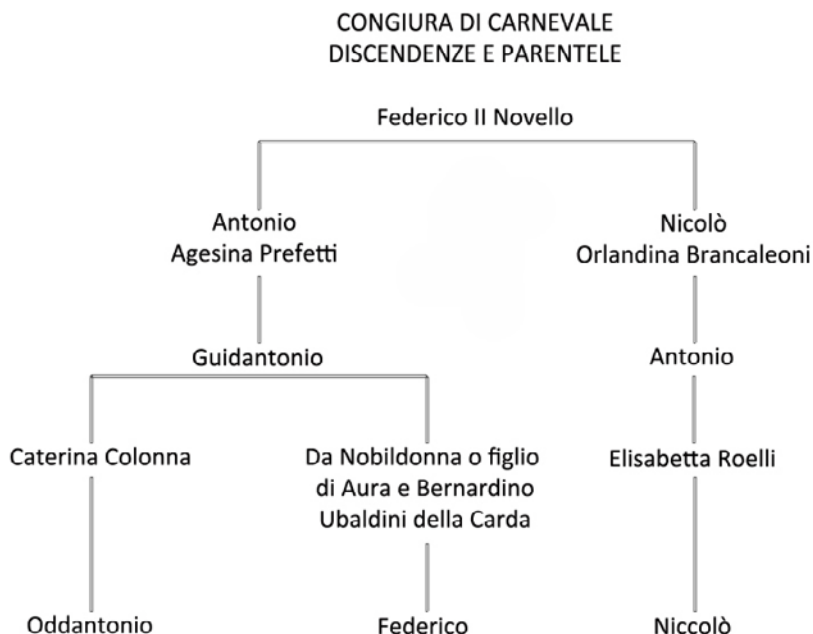 CONGIURA DI CARNEVALE
DISCENDENZE E PARENTELE
Federico II Novello
Antonio
Agesina Prefetti
Nicolò
Orlandina Brancaleoni
Guidantonio
Antonio
Caterina Colonna
Da Nobildonna o figlio
di Aura e Bernardino
Ubaldini della Carda
Elisabetta Roelli
Oddantonio
Federico
Niccolò